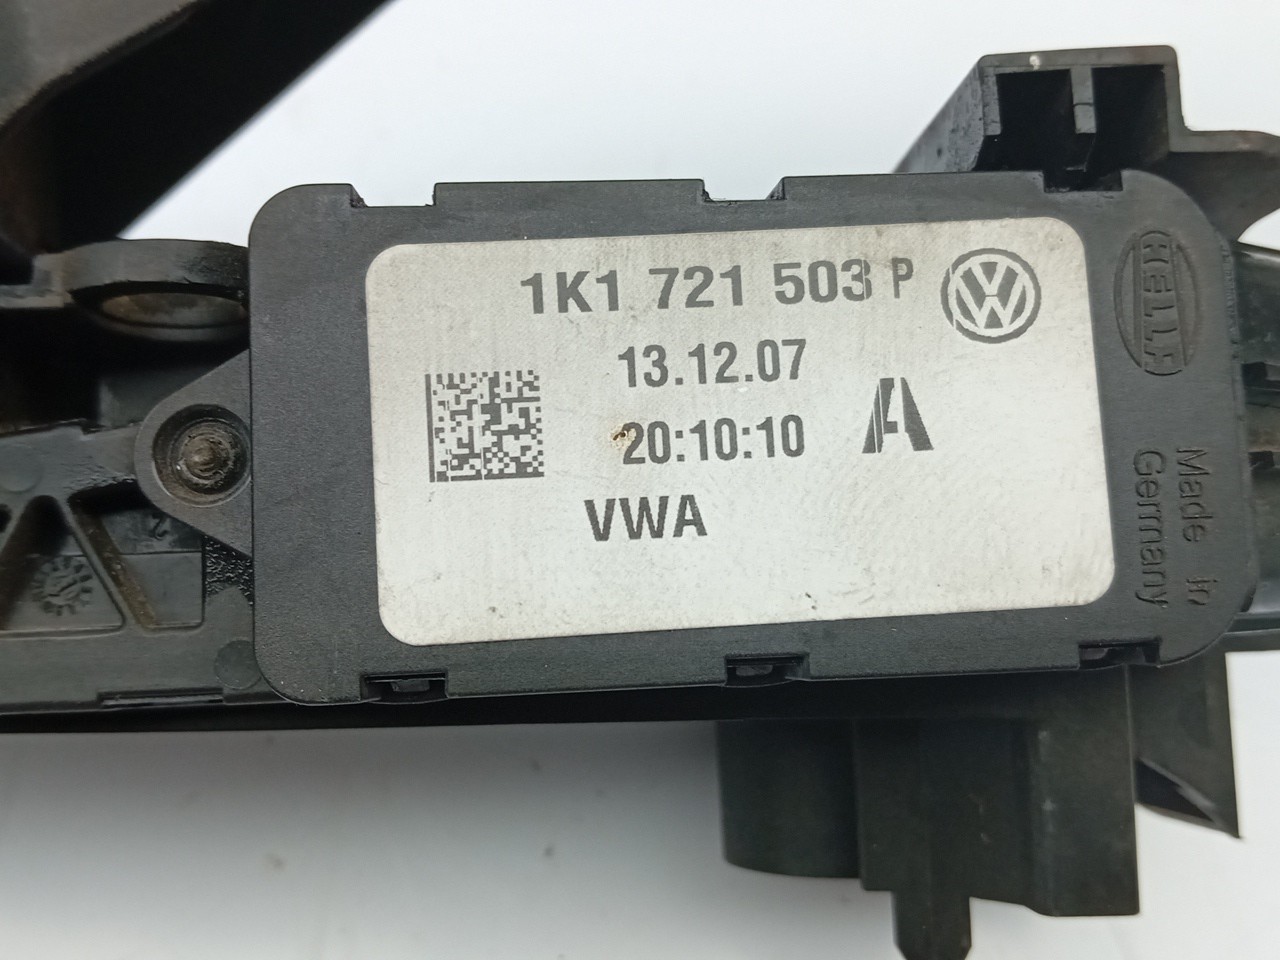 1K1 721 503 P
13.12.07
20:10:10
VWA
A
HELLA
Made in
Germany